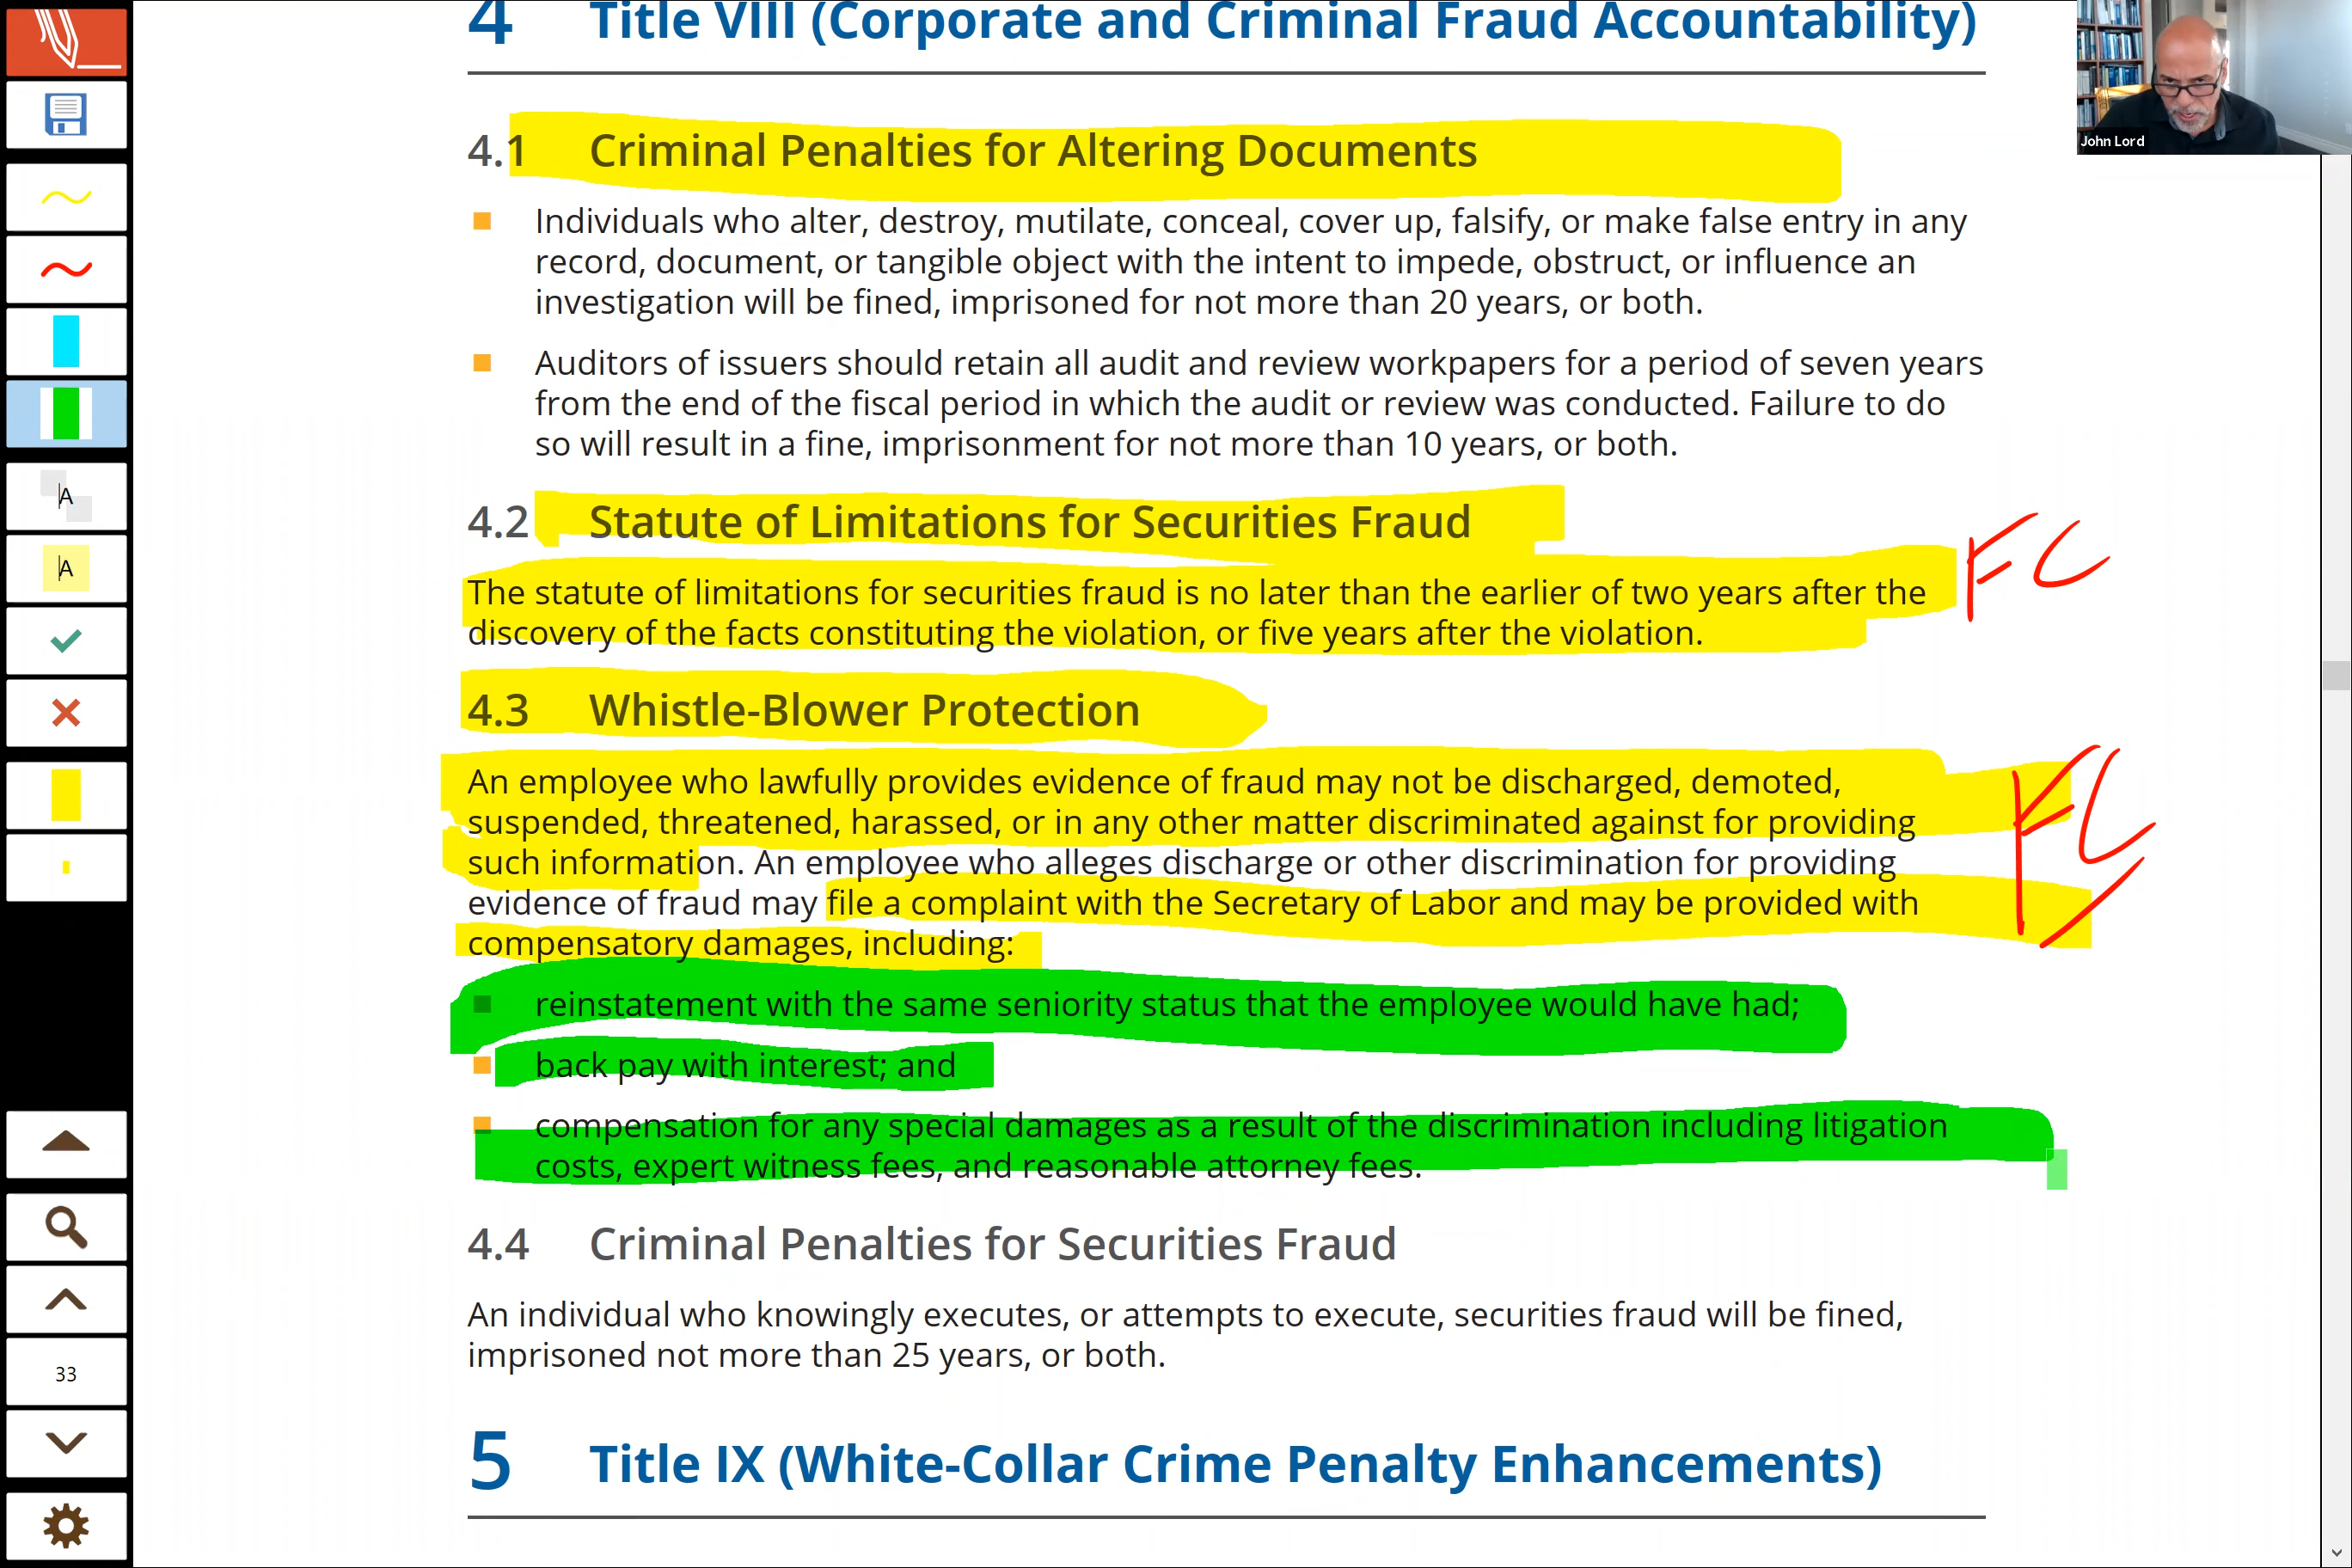 4 Title VIII (Corporate and Criminal Fraud Accountability)
John Lord
4.1 Criminal Penalties for Altering Documents
Individuals who alter, destroy, mutilate, conceal, cover up, falsify, or make false entry in any
record, document, or tangible object with the intent to impede, obstruct, or influence an
investigation will be fined, imprisoned for not more than 20 years, or both.
Auditors of issuers should retain all audit and review workpapers for a period of seven years
from the end of the fiscal period in which the audit or review was conducted. Failure to do
so will result in a fine, imprisonment for not more than 10 years, or both.
A
4.2 Statute of Limitations for Securities Fraud
FC
A
The statute of limitations for securities fraud is no later than the earlier of two years after the
discovery of the facts constituting the violation, or five years after the violation.
4.3 Whistle-Blower Protection
An employee who lawfully provides evidence of fraud may not be discharged, demoted,
suspended, threatened, harassed, or in any other matter discriminated against for providing
such information. An employee who alleges discharge or other discrimination for providing
evidence of fraud may file a complaint with the Secretary of Labor and may be provided with
compensatory damages, including:
FC
reinstatement with the same seniority status that the employee would have had;
back pay with interest; and
compensation for any special damages as a result of the discrimination including litigation
costs, expert witness fees, and reasonable attorney fees.
4.4 Criminal Penalties for Securities Fraud
An individual who knowingly executes, or attempts to execute, securities fraud will be fined,
imprisoned not more than 25 years, or both.
33
5 Title IX (White-Collar Crime Penalty Enhancements)